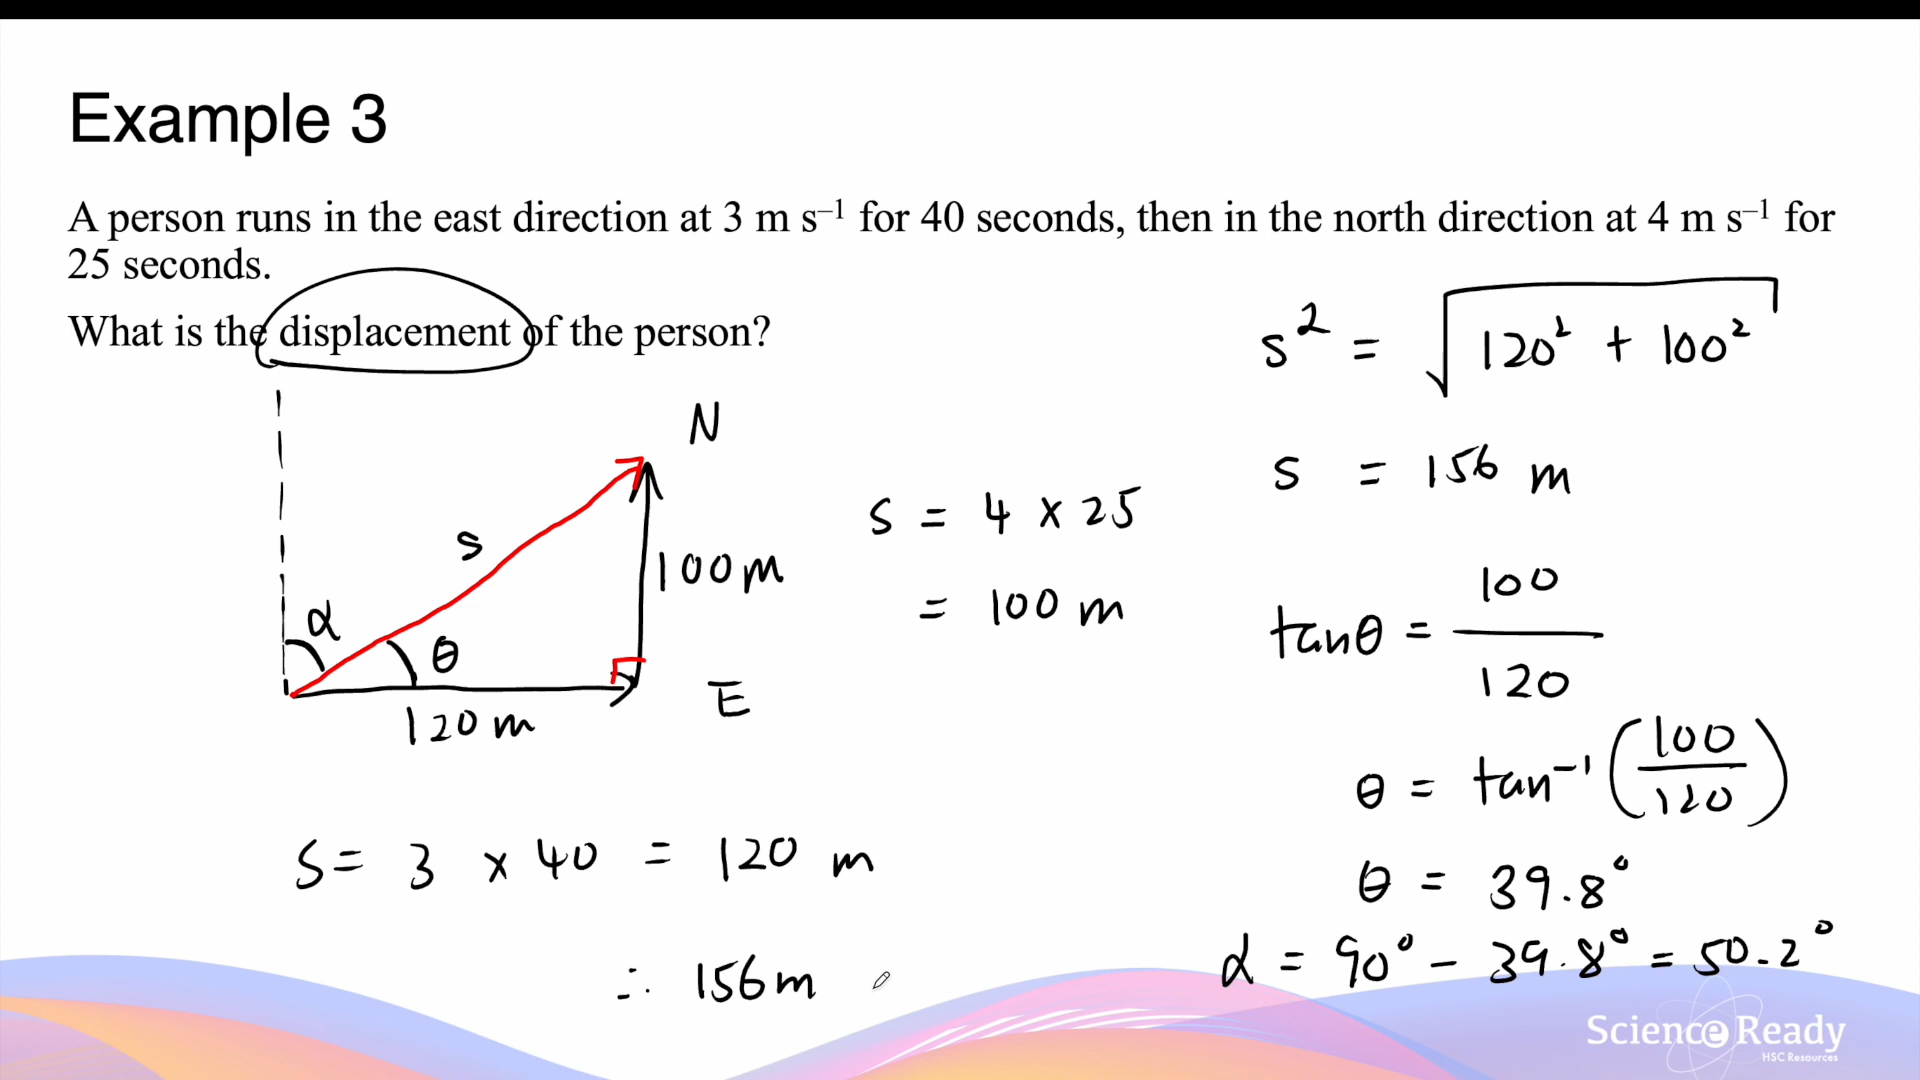 Example 3
A person runs in the east direction at 3 m s⁻¹ for 40 seconds, then in the north direction at 4 m s⁻¹ for
25 seconds.
What is the displacement of the person?
s² = √(120² + 100²)
N
s = 156 m
s = 4 × 25
s
100 m
= 100 m
tanθ = 100/120
α
θ
E
120 m
θ = tan⁻¹ (100/120)
s = 3 × 40 = 120 m
θ = 39.8°
α = 90° − 39.8° = 50.2°
∴ 156 m
Science Ready
HSC Resources